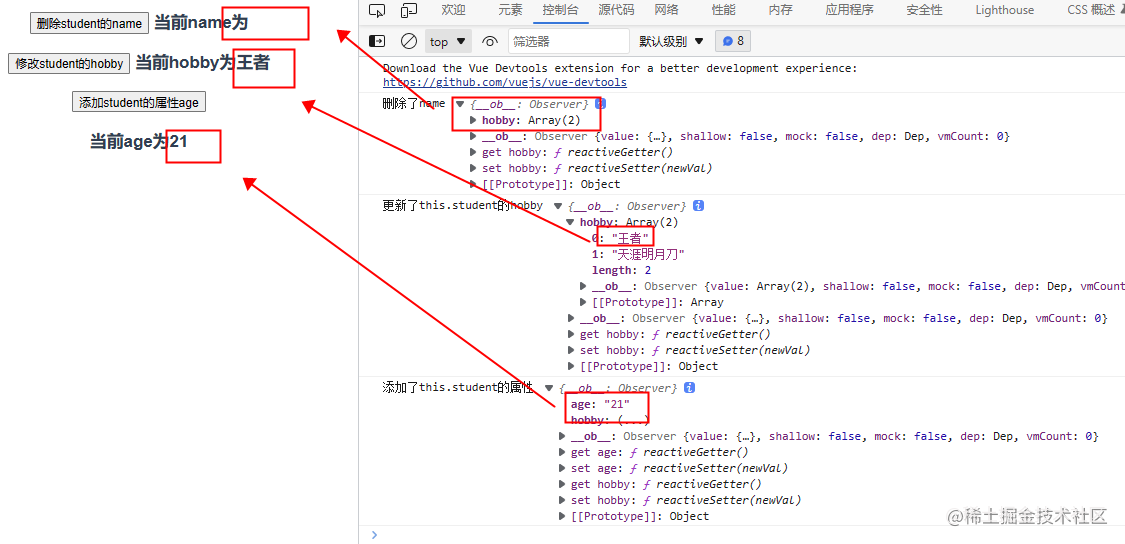 删除student的name 当前name为
修改student的hobby 当前hobby为王者
添加student的属性age
当前age为21
欢迎 元素 控制台 源代码 网络 性能 内存 应用程序 安全性 Lighthouse CSS 概述
top ▼ 筛选器 默认级别 ▼ 8
Download the Vue Devtools extension for a better development experience:
https://github.com/vuejs/vue-devtools
删除了name ▼ {__ob__: Observer} i
▶ hobby: Array(2)
▶ __ob__: Observer {value: {…}, shallow: false, mock: false, dep: Dep, vmCount: 0}
▶ get hobby: ƒ reactiveGetter()
▶ set hobby: ƒ reactiveSetter(newVal)
▶ [[Prototype]]: Object
更新了this.student的hobby ▼ {__ob__: Observer} i
▼ hobby: Array(2)
0: "王者"
1: "天涯明月刀"
length: 2
▶ __ob__: Observer {value: Array(2), shallow: false, mock: false, dep: Dep, vmCount
▶ [[Prototype]]: Array
▶ __ob__: Observer {value: {…}, shallow: false, mock: false, dep: Dep, vmCount: 0}
▶ get hobby: ƒ reactiveGetter()
▶ set hobby: ƒ reactiveSetter(newVal)
▶ [[Prototype]]: Object
添加了this.student的属性 ▼ {__ob__: Observer} i
age: "21"
hobby: (...)
▶ __ob__: Observer {value: {…}, shallow: false, mock: false, dep: Dep, vmCount: 0}
▶ get age: ƒ reactiveGetter()
▶ set age: ƒ reactiveSetter(newVal)
▶ get hobby: ƒ reactiveGetter()
▶ set hobby: ƒ reactiveSetter(newVal)
▶ [[Prototype]]: Object
@稀土掘金技术社区